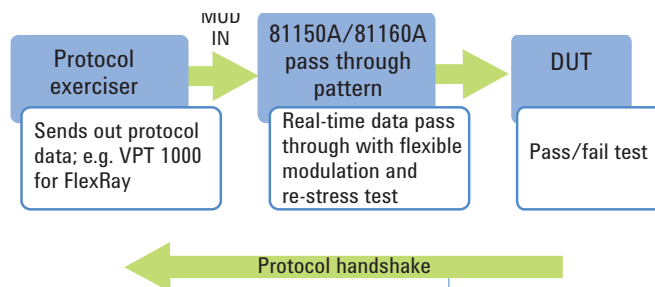 MOD
IN
Protocol
exerciser
81150A/81160A
pass through
pattern
DUT
Sends out protocol
data; e.g. VPT 1000
for FlexRay
Real-time data pass
through with flexible
modulation and
re-stress test
Pass/fail test
Protocol handshake